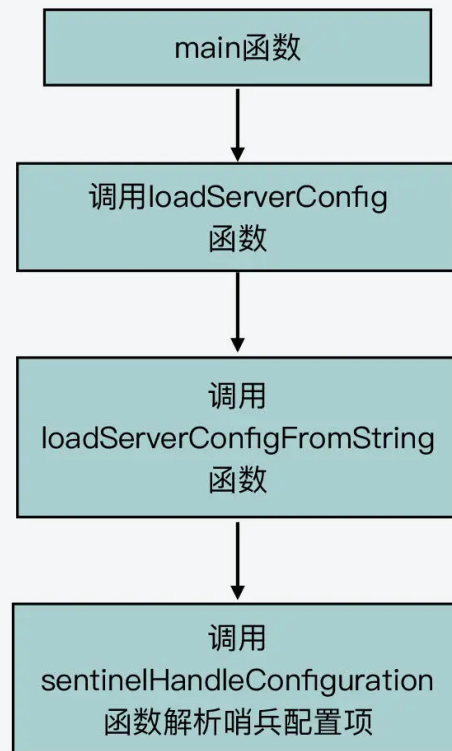 main函数
调用loadServerConfig
函数
调用
loadServerConfigFromString
函数
调用
sentinelHandleConfiguration
函数解析哨兵配置项